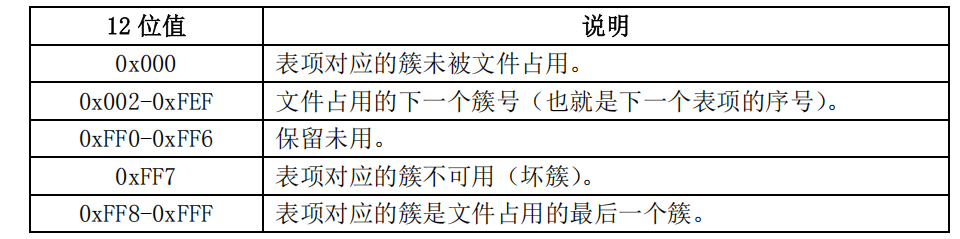 12 位值 说明
0x000 表项对应的簇未被文件占用。
0x002-0xFEF 文件占用的下一个簇号（也就是下一个表项的序号）。
0xFF0-0xFF6 保留未用。
0xFF7 表项对应的簇不可用（坏簇）。
0xFF8-0xFFF 表项对应的簇是文件占用的最后一个簇。